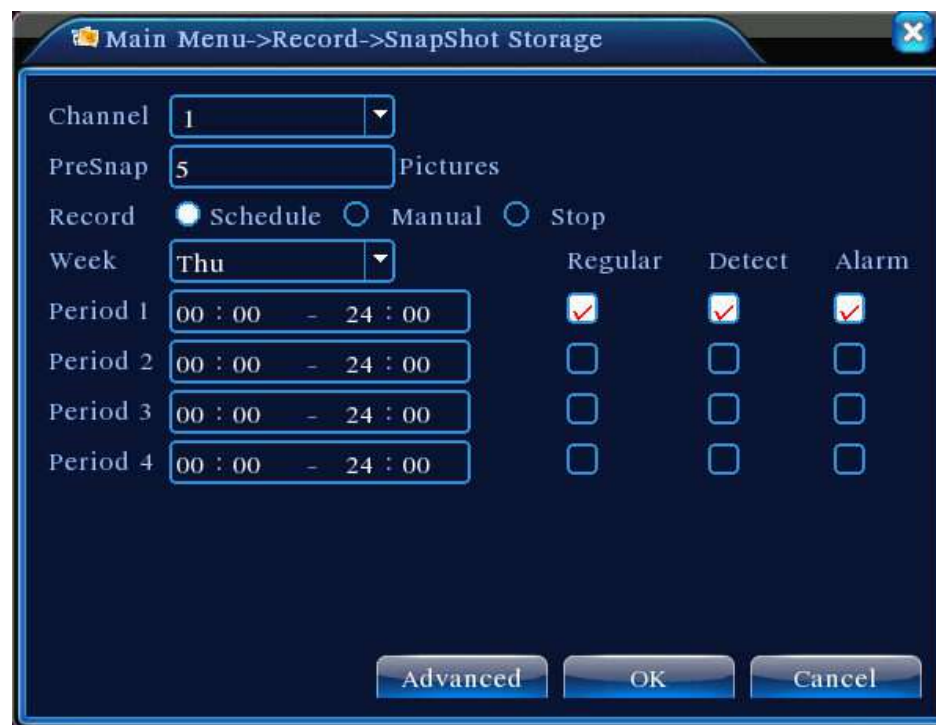 Main Menu->Record->SnapShot Storage
Channel 1
PreSnap 5 Pictures
Record Schedule Manual Stop
Week Thu Regular Detect Alarm
Period 1 00 : 00 - 24 : 00
Period 2 00 : 00 - 24 : 00
Period 3 00 : 00 - 24 : 00
Period 4 00 : 00 - 24 : 00
Advanced OK Cancel